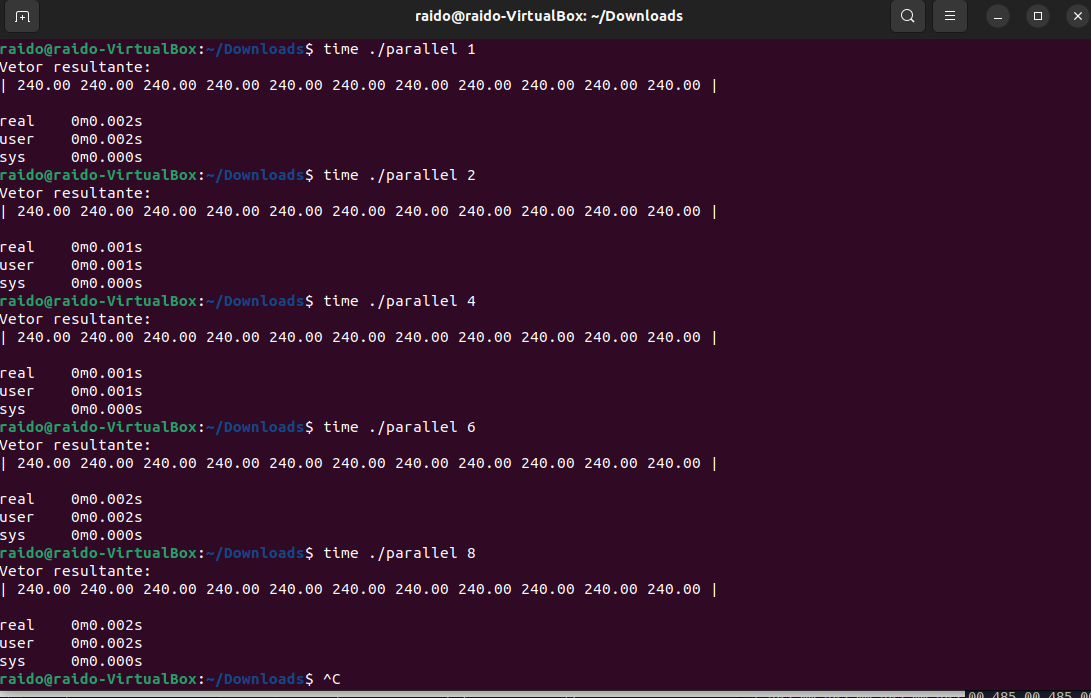 raido@raido-VirtualBox: ~/Downloads
raido@raido-VirtualBox:~/Downloads$ time ./parallel 1
Vetor resultante:
| 240.00 240.00 240.00 240.00 240.00 240.00 240.00 240.00 240.00 240.00 240.00 |
real 0m0.002s
user 0m0.002s
sys 0m0.000s
raido@raido-VirtualBox:~/Downloads$ time ./parallel 2
Vetor resultante:
| 240.00 240.00 240.00 240.00 240.00 240.00 240.00 240.00 240.00 240.00 240.00 |
real 0m0.001s
user 0m0.001s
sys 0m0.000s
raido@raido-VirtualBox:~/Downloads$ time ./parallel 4
Vetor resultante:
| 240.00 240.00 240.00 240.00 240.00 240.00 240.00 240.00 240.00 240.00 240.00 |
real 0m0.001s
user 0m0.001s
sys 0m0.000s
raido@raido-VirtualBox:~/Downloads$ time ./parallel 6
Vetor resultante:
| 240.00 240.00 240.00 240.00 240.00 240.00 240.00 240.00 240.00 240.00 240.00 |
real 0m0.002s
user 0m0.002s
sys 0m0.000s
raido@raido-VirtualBox:~/Downloads$ time ./parallel 8
Vetor resultante:
| 240.00 240.00 240.00 240.00 240.00 240.00 240.00 240.00 240.00 240.00 240.00 |
real 0m0.002s
user 0m0.002s
sys 0m0.000s
raido@raido-VirtualBox:~/Downloads$ ^C